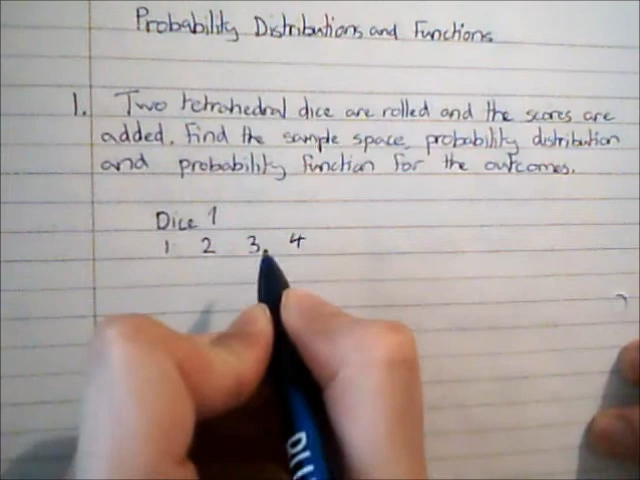 Probability Distributions and Functions
1. Two tetrahedral dice are rolled and the scores are
added. Find the sample space, probability distribution
and probability function for the outcomes.
Dice 1
1 2 3 4